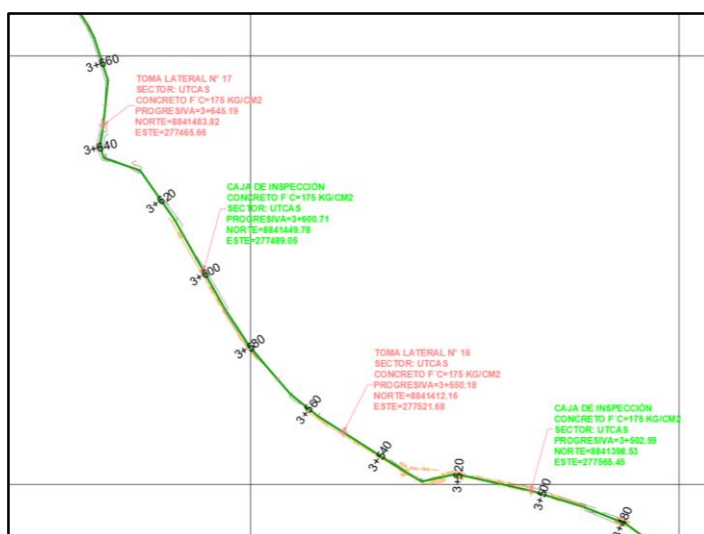 3+660
TOMA LATERAL N° 17
SECTOR: UTCAS
CONCRETO F´C=175 KG/CM2
PROGRESIVA=3+645.19
NORTE=8841483.82
ESTE=277465.66
3+640
3+620
CAJA DE INSPECCIÓN
CONCRETO F´C=175 KG/CM2
SECTOR: UTCAS
PROGRESIVA=3+600.71
NORTE=8841449.78
ESTE=277489.05
3+600
3+580
TOMA LATERAL N° 16
SECTOR: UTCAS
CONCRETO F´C=175 KG/CM2
PROGRESIVA=3+550.18
NORTE=8841412.16
ESTE=277521.68
3+560
CAJA DE INSPECCIÓN
CONCRETO F´C=175 KG/CM2
SECTOR: UTCAS
PROGRESIVA=3+502.59
NORTE=8841398.53
ESTE=277565.45
3+540
3+520
3+500
3+480